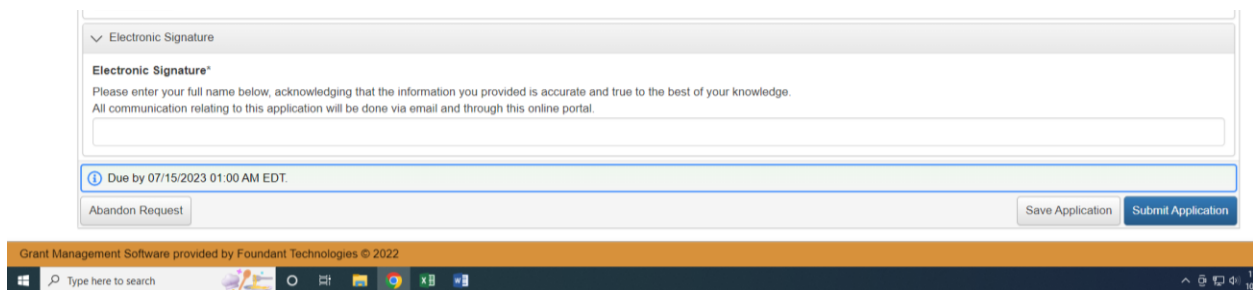 Electronic Signature
Electronic Signature*
Please enter your full name below, acknowledging that the information you provided is accurate and true to the best of your knowledge.
All communication relating to this application will be done via email and through this online portal.
Due by 07/15/2023 01:00 AM EDT.
Abandon Request
Save Application
Submit Application
Grant Management Software provided by Foundant Technologies © 2022
Type here to search